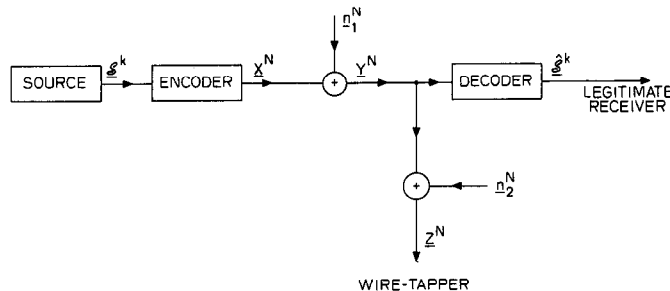 n₁ᴺ
SOURCE
𝒮ᵏ
ENCODER
Xᴺ
+
Yᴺ
DECODER
𝒮̂ᵏ
LEGITIMATE
RECEIVER
+
n₂ᴺ
Zᴺ
WIRE-TAPPER